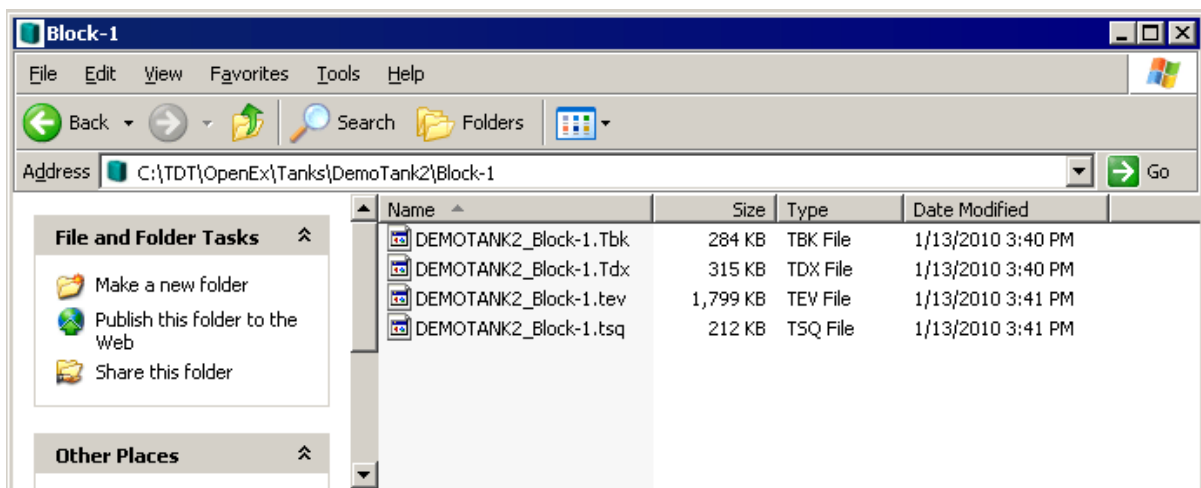 Block-1
File Edit View Favorites Tools Help
Back Search Folders
Address C:\TDT\OpenEx\Tanks\DemoTank2\Block-1 Go
File and Folder Tasks
Make a new folder
Publish this folder to the
Web
Share this folder
Other Places
Name Size Type Date Modified
DEMOTANK2_Block-1.Tbk 284 KB TBK File 1/13/2010 3:40 PM
DEMOTANK2_Block-1.Tdx 315 KB TDX File 1/13/2010 3:40 PM
DEMOTANK2_Block-1.tev 1,799 KB TEV File 1/13/2010 3:41 PM
DEMOTANK2_Block-1.tsq 212 KB TSQ File 1/13/2010 3:41 PM